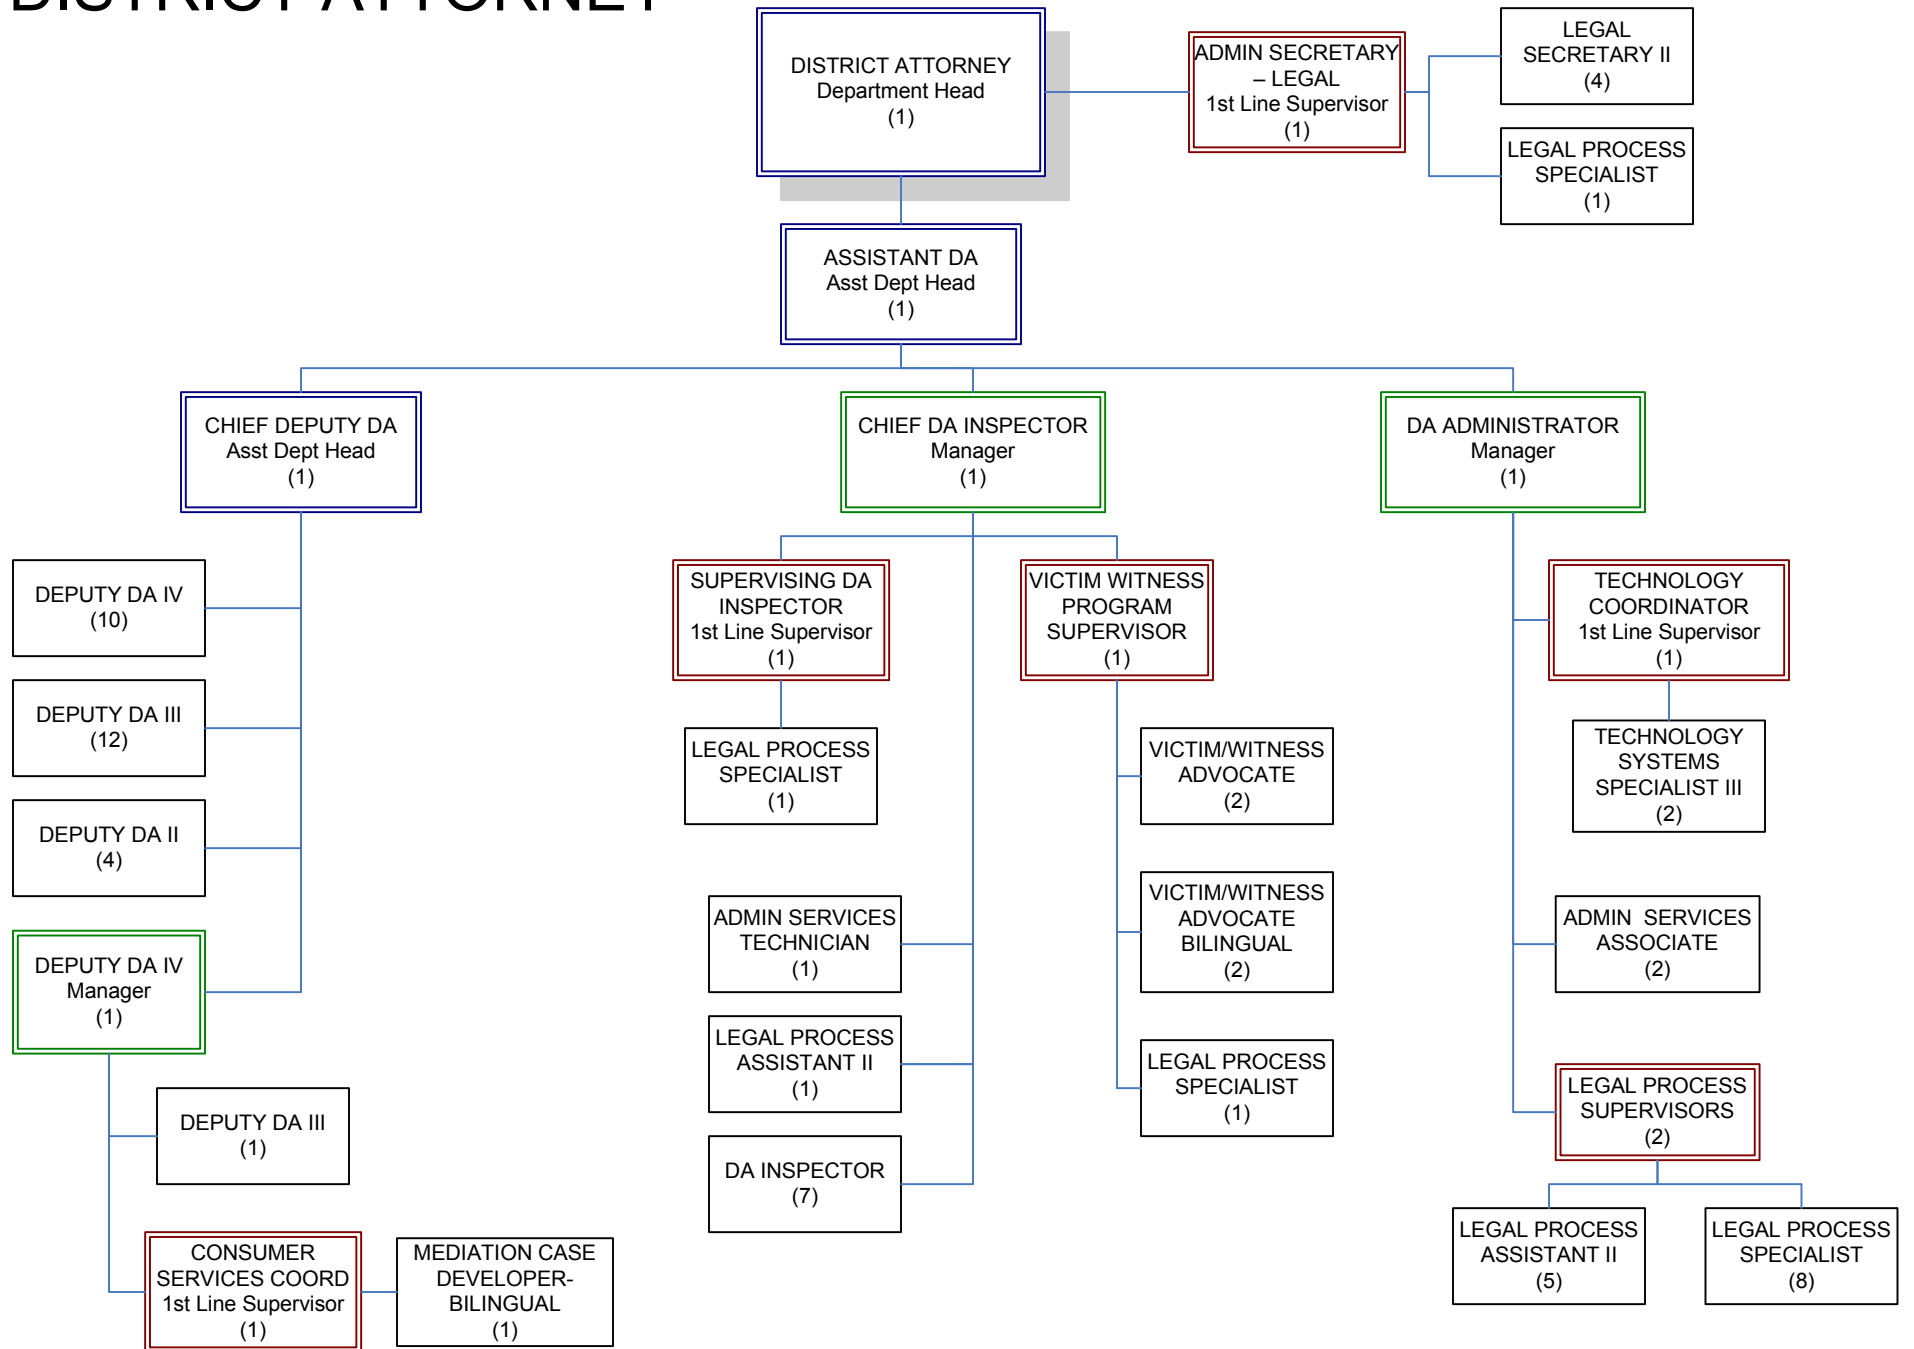 DISTRICT ATTORNEY
DISTRICT ATTORNEY
Department Head
(1)
ADMIN SECRETARY
– LEGAL
1st Line Supervisor
(1)
LEGAL
SECRETARY II
(4)
LEGAL PROCESS
SPECIALIST
(1)
ASSISTANT DA
Asst Dept Head
(1)
CHIEF DEPUTY DA
Asst Dept Head
(1)
CHIEF DA INSPECTOR
Manager
(1)
DA ADMINISTRATOR
Manager
(1)
DEPUTY DA IV
(10)
DEPUTY DA III
(12)
DEPUTY DA II
(4)
DEPUTY DA IV
Manager
(1)
DEPUTY DA III
(1)
CONSUMER
SERVICES COORD
1st Line Supervisor
(1)
MEDIATION CASE
DEVELOPER-
BILINGUAL
(1)
SUPERVISING DA
INSPECTOR
1st Line Supervisor
(1)
LEGAL PROCESS
SPECIALIST
(1)
ADMIN SERVICES
TECHNICIAN
(1)
LEGAL PROCESS
ASSISTANT II
(1)
DA INSPECTOR
(7)
VICTIM WITNESS
PROGRAM
SUPERVISOR
(1)
VICTIM/WITNESS
ADVOCATE
(2)
VICTIM/WITNESS
ADVOCATE
BILINGUAL
(2)
LEGAL PROCESS
SPECIALIST
(1)
TECHNOLOGY
COORDINATOR
1st Line Supervisor
(1)
TECHNOLOGY
SYSTEMS
SPECIALIST III
(2)
ADMIN  SERVICES
ASSOCIATE
(2)
LEGAL PROCESS
SUPERVISORS
(2)
LEGAL PROCESS
ASSISTANT II
(5)
LEGAL PROCESS
SPECIALIST
(8)